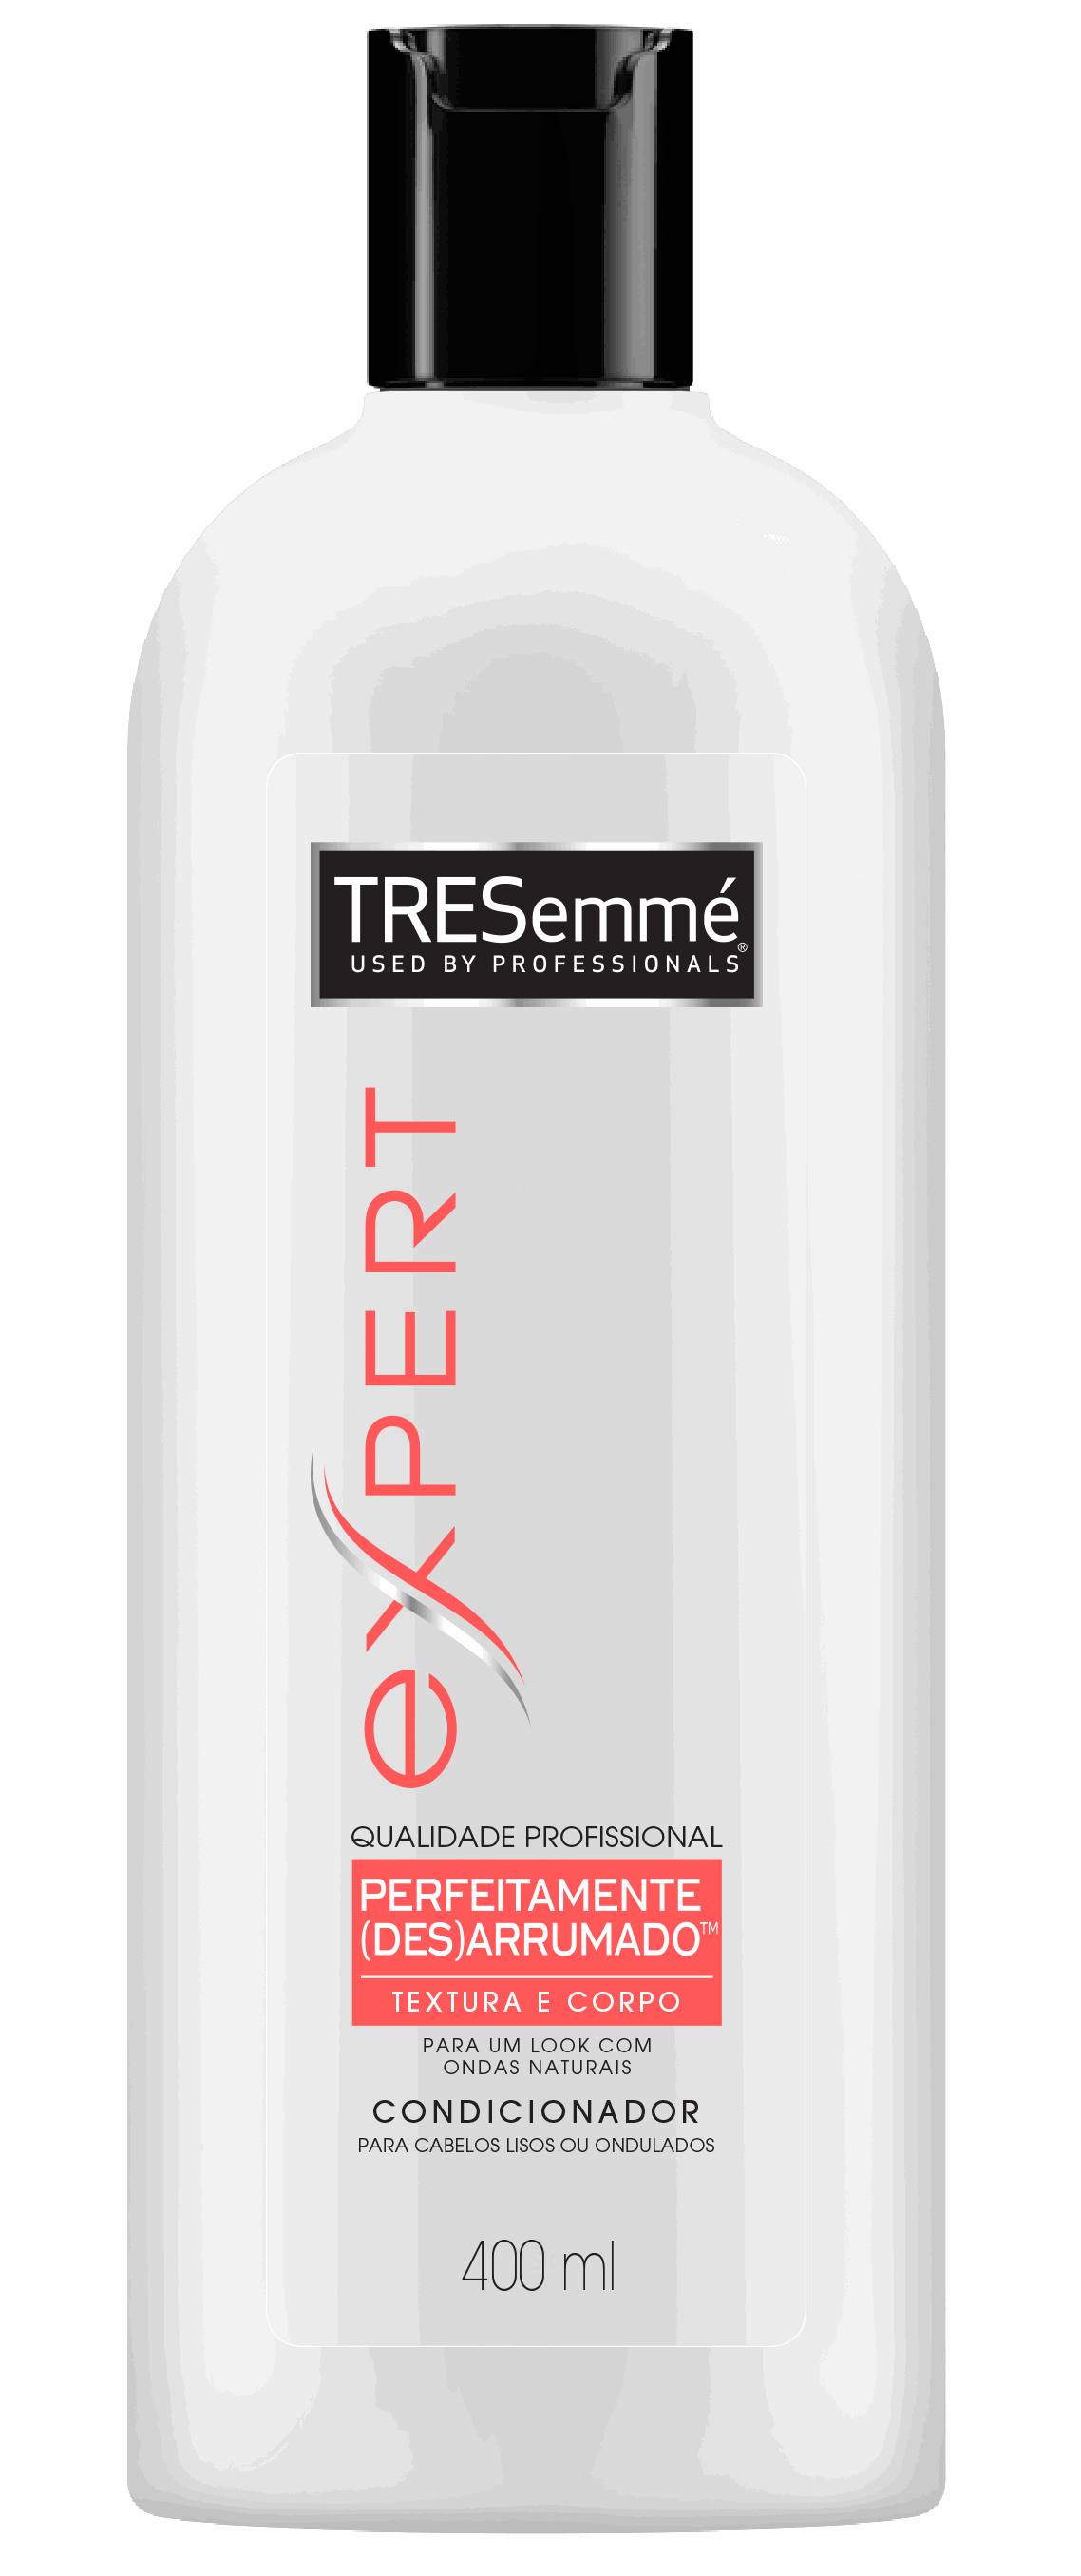 TRESemmé®
USED BY PROFESSIONALS
eXPERT
QUALIDADE PROFISSIONAL
PERFEITAMENTE
(DES)ARRUMADO™
TEXTURA E CORPO
PARA UM LOOK COM
ONDAS NATURAIS
CONDICIONADOR
PARA CABELOS LISOS OU ONDULADOS
400 ml